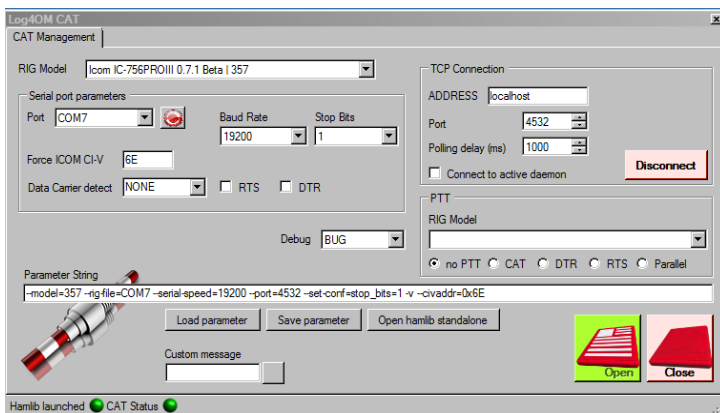 Log4OM CAT
CAT Management
RIG Model Icom IC-756PROIII 0.7.1 Beta | 357
Serial port parameters
Port COM7
Baud Rate
19200
Stop Bits
1
Force ICOM CI-V 6E
Data Carrier detect NONE RTS DTR
Debug BUG
TCP Connection
ADDRESS localhost
Port 4532
Polling delay (ms) 1000
Connect to active daemon
Disconnect
PTT
RIG Model
no PTT CAT DTR RTS Parallel
Parameter String
--model=357 --rig-file=COM7 --serial-speed=19200 --port=4532 --set-conf=stop_bits=1 -v --civaddr=0x6E
Load parameter Save parameter Open hamlib standalone
Custom message
Open Close
Hamlib launched CAT Status